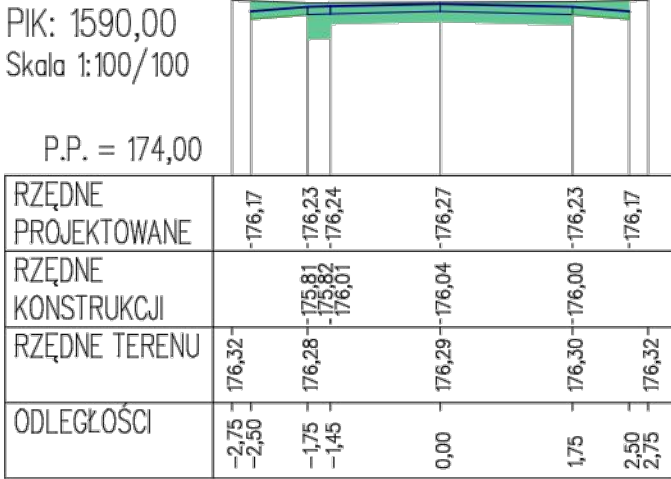 PIK: 1590,00
Skala 1:100/100
P.P. = 174,00
RZĘDNE
PROJEKTOWANE
-176,17 -176,23 -176,24 -176,27 -176,23 -176,17
RZĘDNE
KONSTRUKCJI
-175,81 -175,82 -176,01 -176,04 -176,00
RZĘDNE TERENU
176,32 176,28 176,29 176,30 176,32
ODLEGŁOŚCI
-2,75 -2,50 -1,75 -1,45 0,00 1,75 2,50 2,75